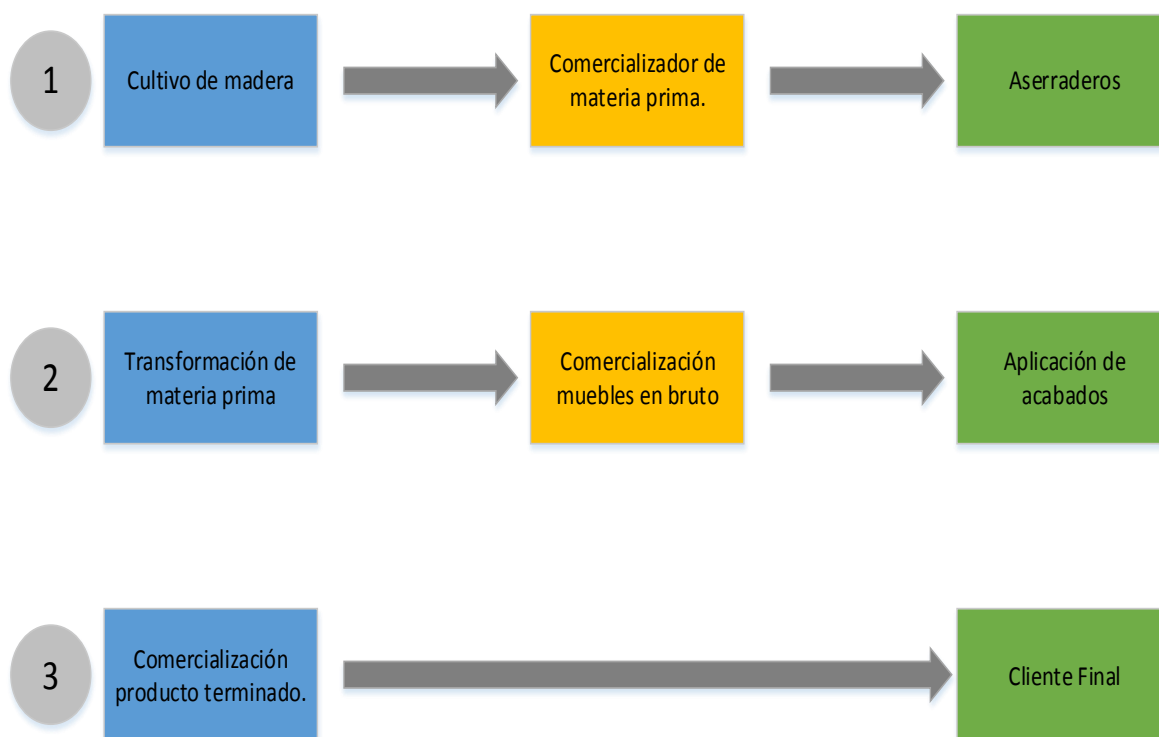 1
Cultivo de madera
Comercializador de
materia prima.
Aserraderos
2
Transformación de
materia prima
Comercialización
muebles en bruto
Aplicación de
acabados
3
Comercialización
producto terminado.
Cliente Final